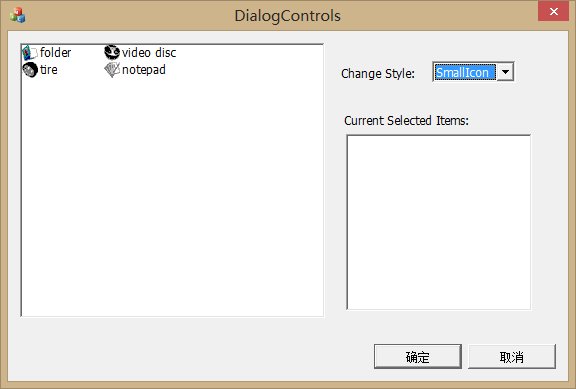 DialogControls
folder video disc
tire notepad
Change Style: SmallIcon
Current Selected Items:
确定 取消